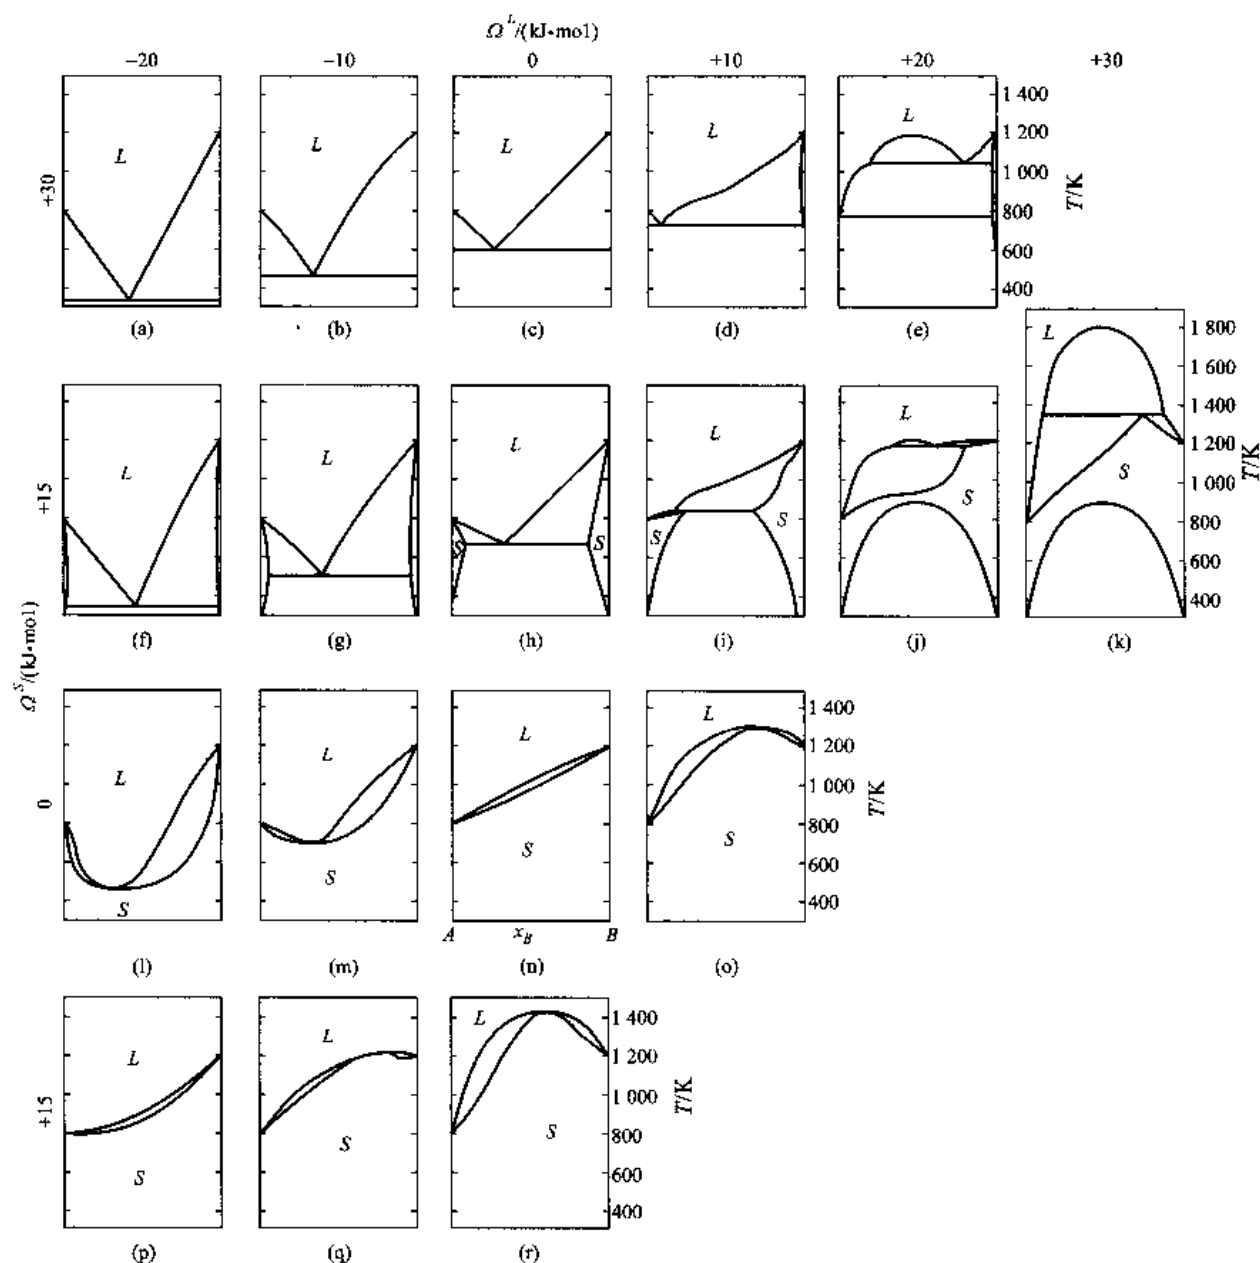 Ω^L/(kJ•mol)
−20 −10 0 +10 +20 +30
+30
L L L L L
1 400
1 200
1 000
800
600
400
T/K
(a) (b) (c) (d) (e)
+15
L L L L L L
S S S S S S
1 800
1 600
1 400
1 200
1 000
800
600
400
T/K
(f) (g) (h) (i) (j) (k)
Ω^S/(kJ•mol)
0
L L L L
S S S S
1 400
1 200
1 000
800
600
400
T/K
A x_B B
(l) (m) (n) (o)
+15
L L L
S S S
1 400
1 200
1 000
800
600
400
T/K
(p) (q) (r)